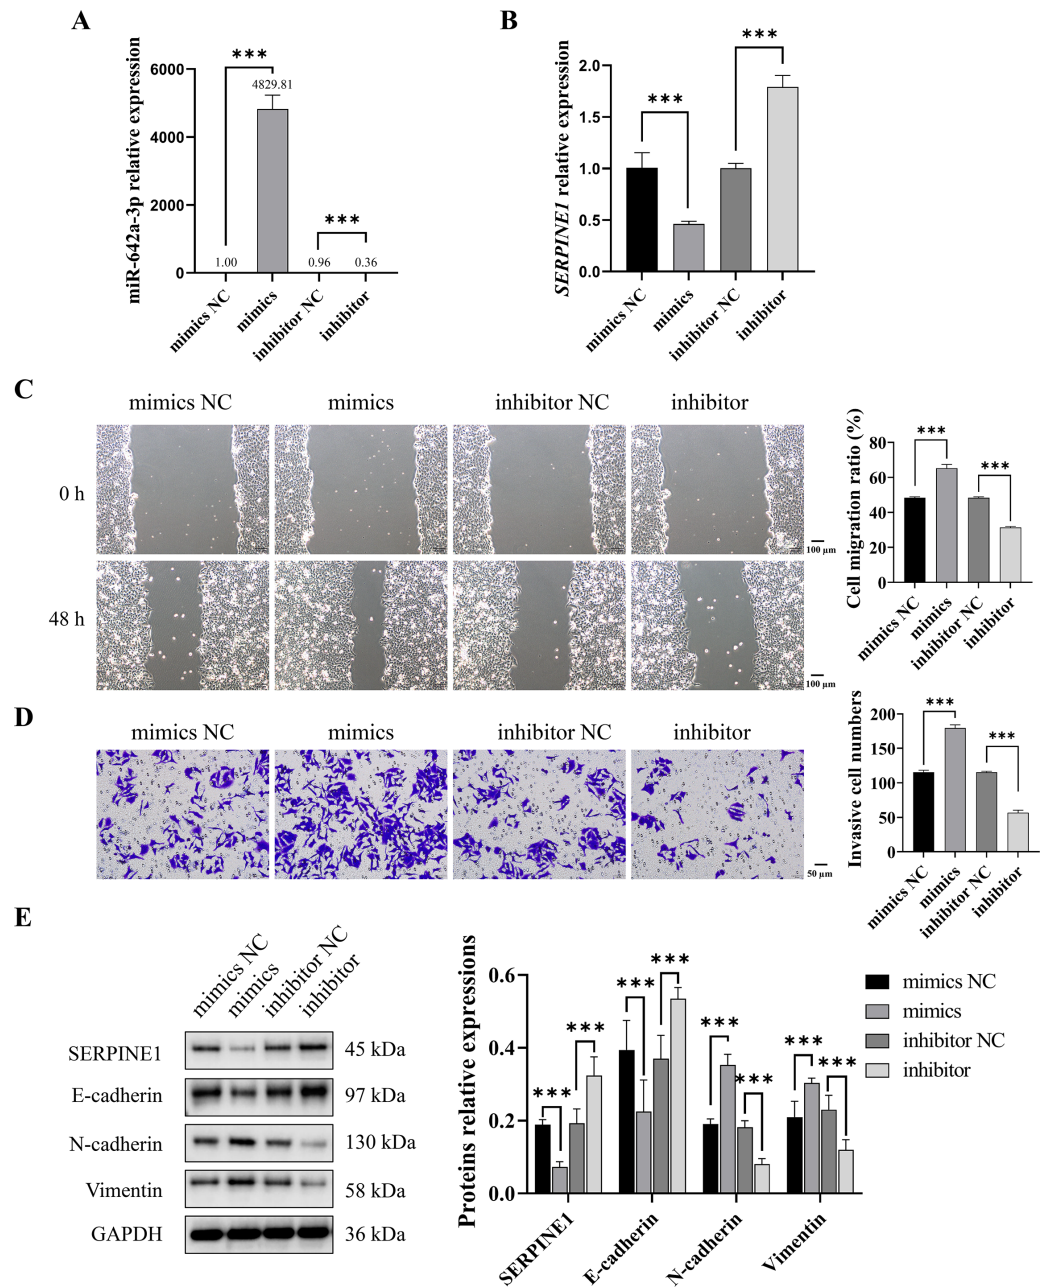 A
miR-642a-3p relative expression
6000
4000
2000
0
***
4829.81
***
1.00
0.96
0.36
mimics NC
mimics
inhibitor NC
inhibitor
B
SERPINE1 relative expression
2.0
1.5
1.0
0.5
0.0
***
***
mimics NC
mimics
inhibitor NC
inhibitor
C
mimics NC
mimics
inhibitor NC
inhibitor
0 h
100 µm
48 h
100 µm
Cell migration ratio (%)
80
60
40
20
0
***
***
mimics NC
mimics
inhibitor NC
inhibitor
D
mimics NC
mimics
inhibitor NC
inhibitor
50 µm
Invasive cell numbers
200
150
100
50
0
***
***
mimics NC
mimics
inhibitor NC
inhibitor
E
mimics NC
mimics
inhibitor NC
inhibitor
SERPINE1
45 kDa
E-cadherin
97 kDa
N-cadherin
130 kDa
Vimentin
58 kDa
GAPDH
36 kDa
Proteins relative expressions
0.6
0.4
0.2
0.0
***
***
***
***
***
***
***
***
SERPINE1
E-cadherin
N-cadherin
Vimentin
mimics NC
mimics
inhibitor NC
inhibitor